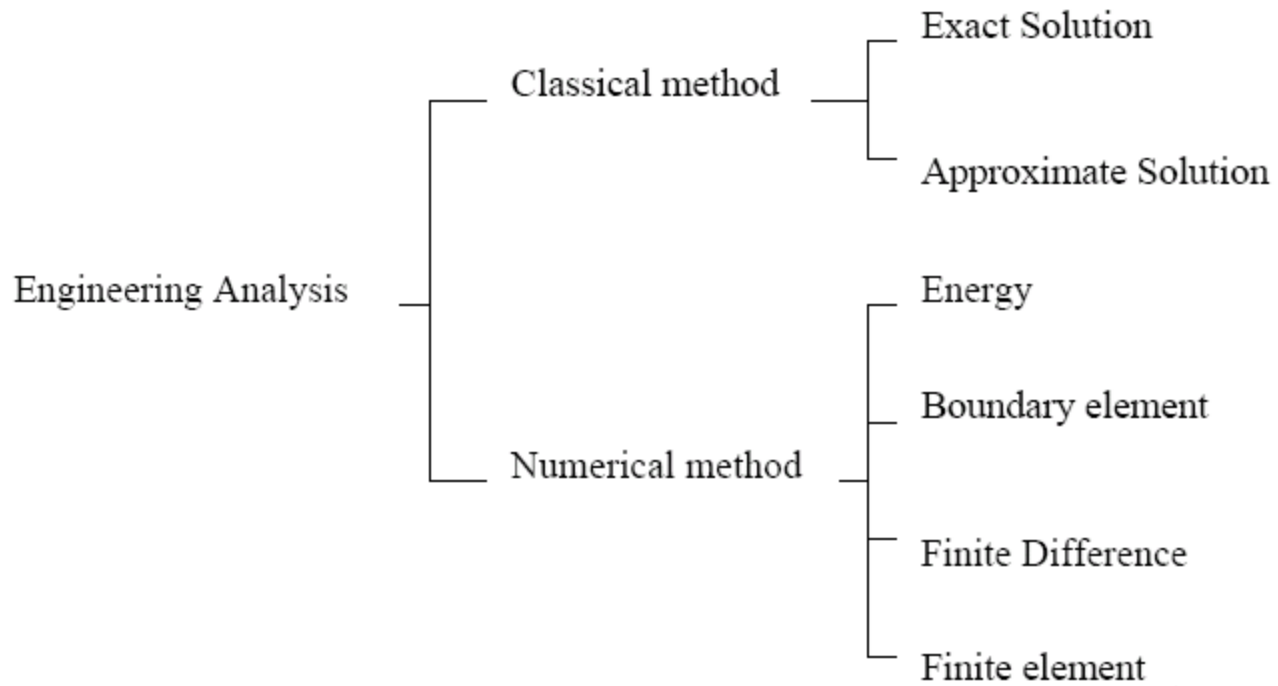 Engineering Analysis
Classical method
Exact Solution
Approximate Solution
Numerical method
Energy
Boundary element
Finite Difference
Finite element